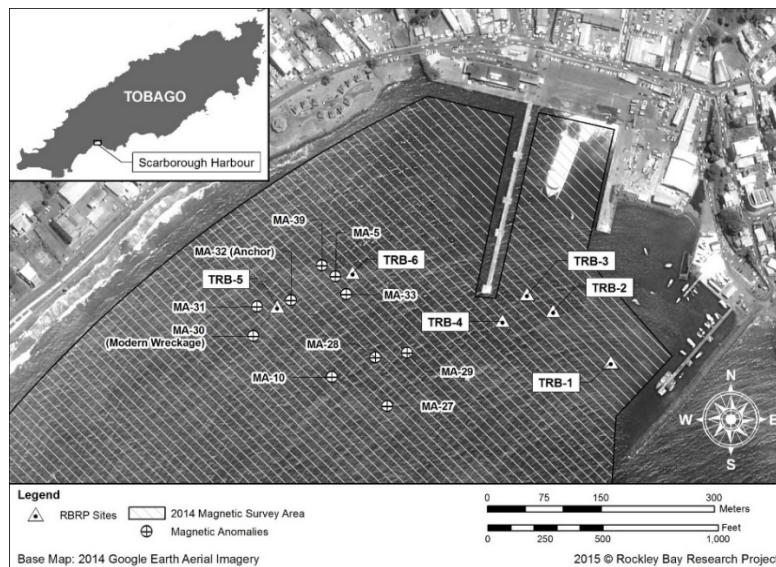 TOBAGO
Scarborough Harbour
MA-39
MA-5
MA-32 (Anchor)
TRB-6
TRB-3
TRB-5
TRB-2
MA-31
MA-33
TRB-4
MA-30
(Modern Wreckage)
MA-28
MA-29
TRB-1
MA-10
MA-27
N
W
E
S
Legend
RBRP Sites
2014 Magnetic Survey Area
Magnetic Anomalies
0 75 150 300
Meters
Feet
0 250 500 1,000
Base Map: 2014 Google Earth Aerial Imagery
2015 © Rockley Bay Research Project